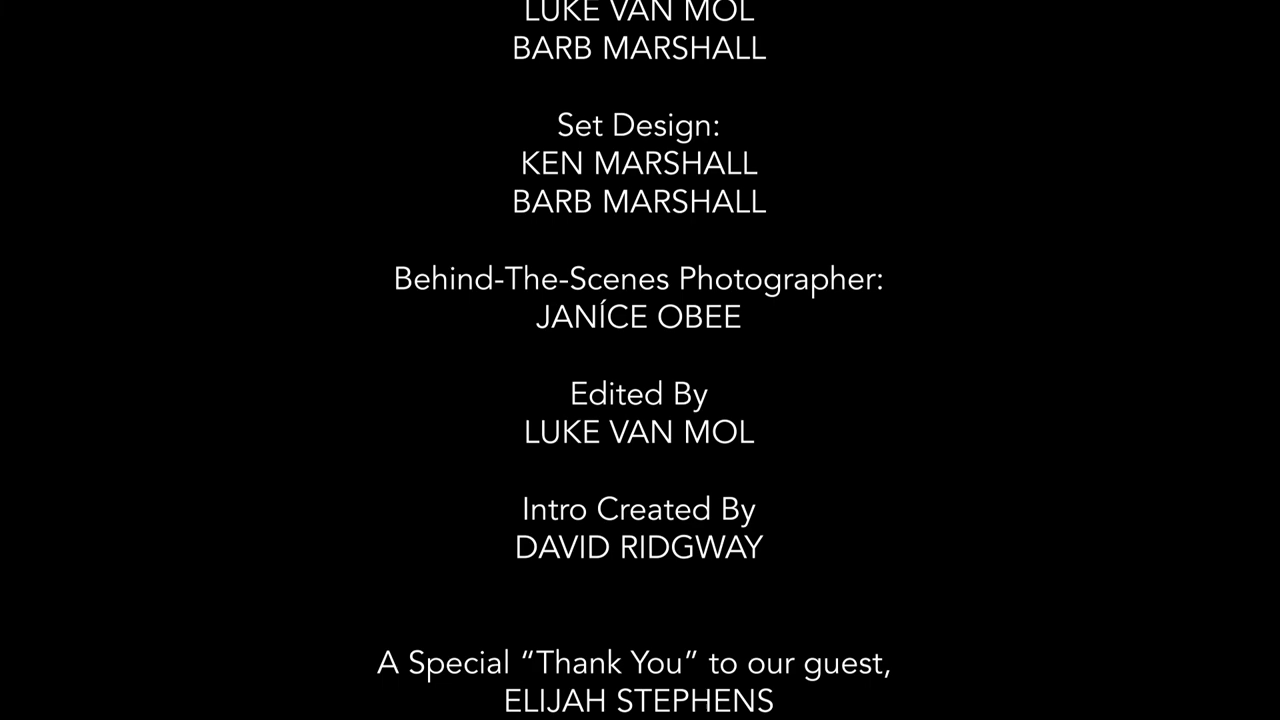 LUKE VAN MOL
BARB MARSHALL
Set Design:
KEN MARSHALL
BARB MARSHALL
Behind-The-Scenes Photographer:
JANÍCE OBEE
Edited By
LUKE VAN MOL
Intro Created By
DAVID RIDGWAY
A Special “Thank You” to our guest,
ELIJAH STEPHENS